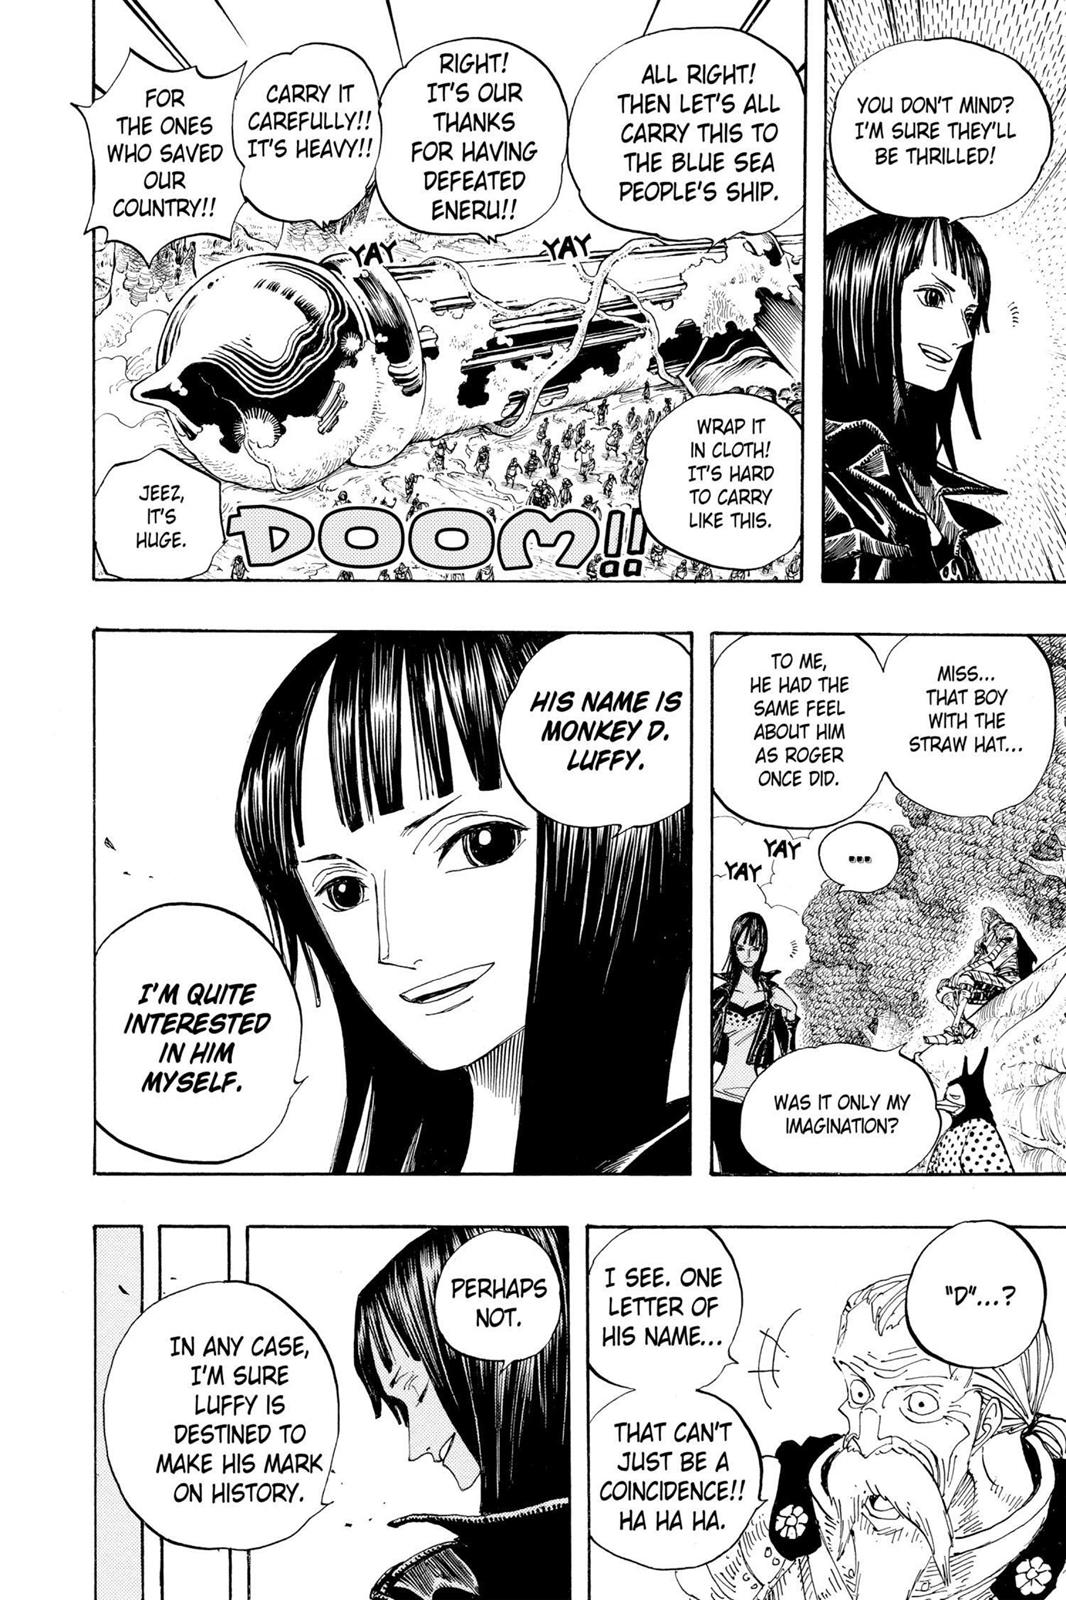 YOU DON'T MIND?
I'M SURE THEY'LL
BE THRILLED!
ALL RIGHT!
THEN LET'S ALL
CARRY THIS TO
THE BLUE SEA
PEOPLE'S SHIP.
RIGHT!
IT'S OUR
THANKS
FOR HAVING
DEFEATED
ENERU!!
CARRY IT
CAREFULLY!!
IT'S HEAVY!!
FOR
THE ONES
WHO SAVED
OUR
COUNTRY!!
YAY
YAY
WRAP IT
IN CLOTH!
IT'S HARD
TO CARRY
LIKE THIS.
DOOM!!
JEEZ,
IT'S
HUGE.
MISS...
THAT BOY
WITH THE
STRAW HAT...
TO ME,
HE HAD THE
SAME FEEL
ABOUT HIM
AS ROGER
ONCE DID.
...
YAY
YAY
WAS IT ONLY MY
IMAGINATION?
HIS NAME IS
MONKEY D.
LUFFY.
I'M QUITE
INTERESTED
IN HIM
MYSELF.
"D"...?
I SEE. ONE
LETTER OF
HIS NAME...
THAT CAN'T
JUST BE A
COINCIDENCE!!
HA HA HA.
PERHAPS
NOT.
IN ANY CASE,
I'M SURE
LUFFY IS
DESTINED TO
MAKE HIS MARK
ON HISTORY.